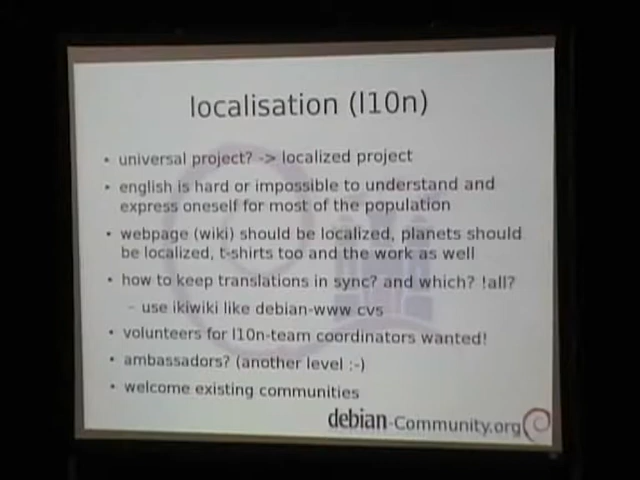 localisation (l10n)
• universal project? -> localized project
• english is hard or impossible to understand and
express oneself for most of the population
• webpage (wiki) should be localized, planets should
be localized, t-shirts too and the work as well
• how to keep translations in sync? and which? !all?
– use ikiwiki like debian-www cvs
• volunteers for l10n-team coordinators wanted!
• ambassadors? (another level :-)
• welcome existing communities
debian-Community.org